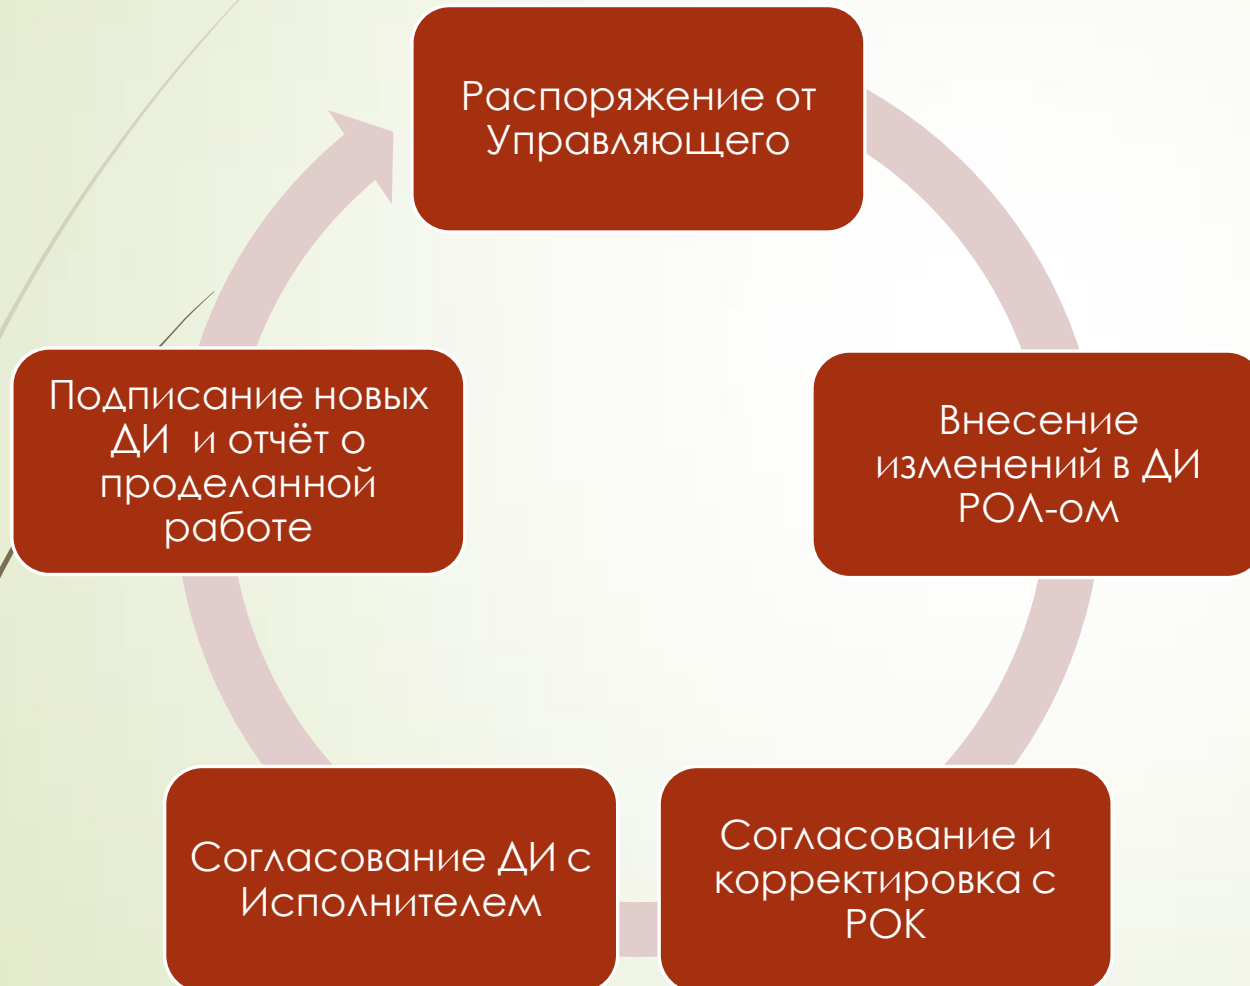 Распоряжение от
Управляющего
Внесение
изменений в ДИ
РОЛ-ом
Согласование и
корректировка с
РОК
Согласование ДИ с
Исполнителем
Подписание новых
ДИ и отчёт о
проделанной
работе